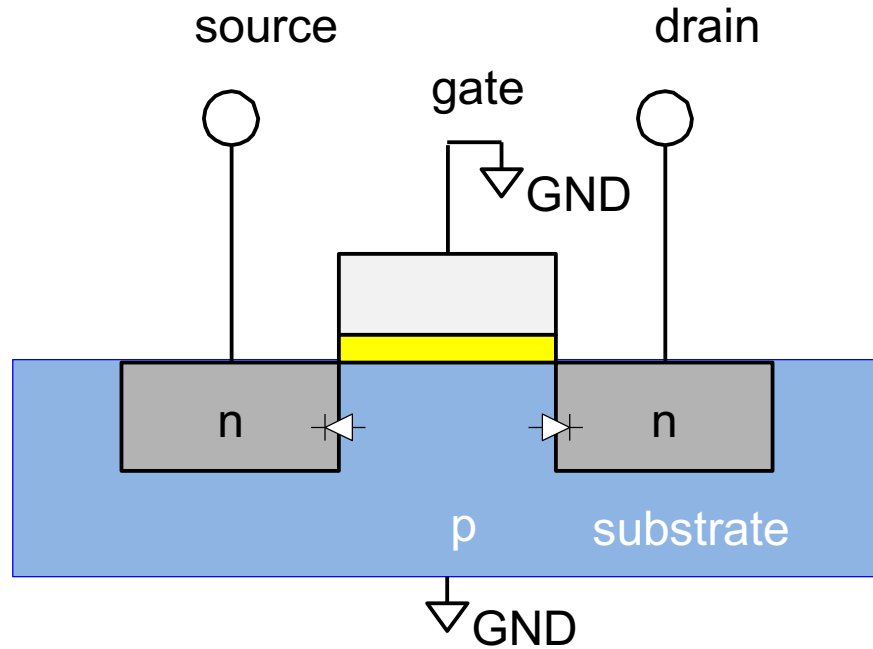 source
drain
gate
GND
n
n
p
substrate
GND